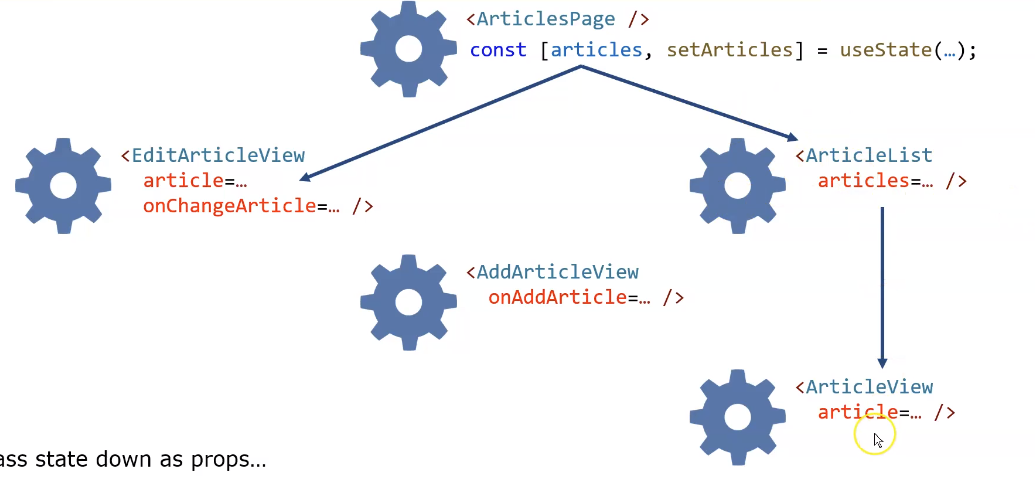 <ArticlesPage />
const [articles, setArticles] = useState(…);
<EditArticleView
article=…
onChangeArticle=… />
<ArticleList
articles=… />
<AddArticleView
onAddArticle=… />
<ArticleView
article=… />
ass state down as props…